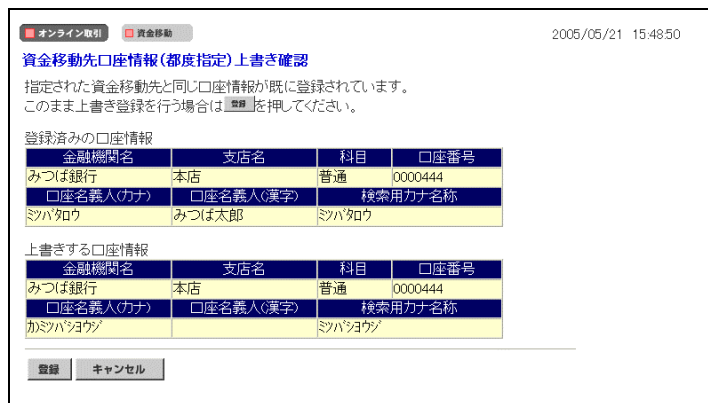 オンライン取引 資金移動 2005/05/21 15:48:50
資金移動先口座情報(都度指定)上書き確認
指定された資金移動先と同じ口座情報が既に登録されています。
このまま上書き登録を行う場合は 登録 を押してください。
登録済みの口座情報
金融機関名 支店名 科目 口座番号
みつば銀行 本店 普通 0000444
口座名義人(カナ) 口座名義人(漢字) 検索用カナ名称
ミツバタロウ みつば太郎 ミツバタロウ
上書きする口座情報
金融機関名 支店名 科目 口座番号
みつば銀行 本店 普通 0000444
口座名義人(カナ) 口座名義人(漢字) 検索用カナ名称
カ)ミツバシヨウジ ミツバシヨウジ
登録 キャンセル